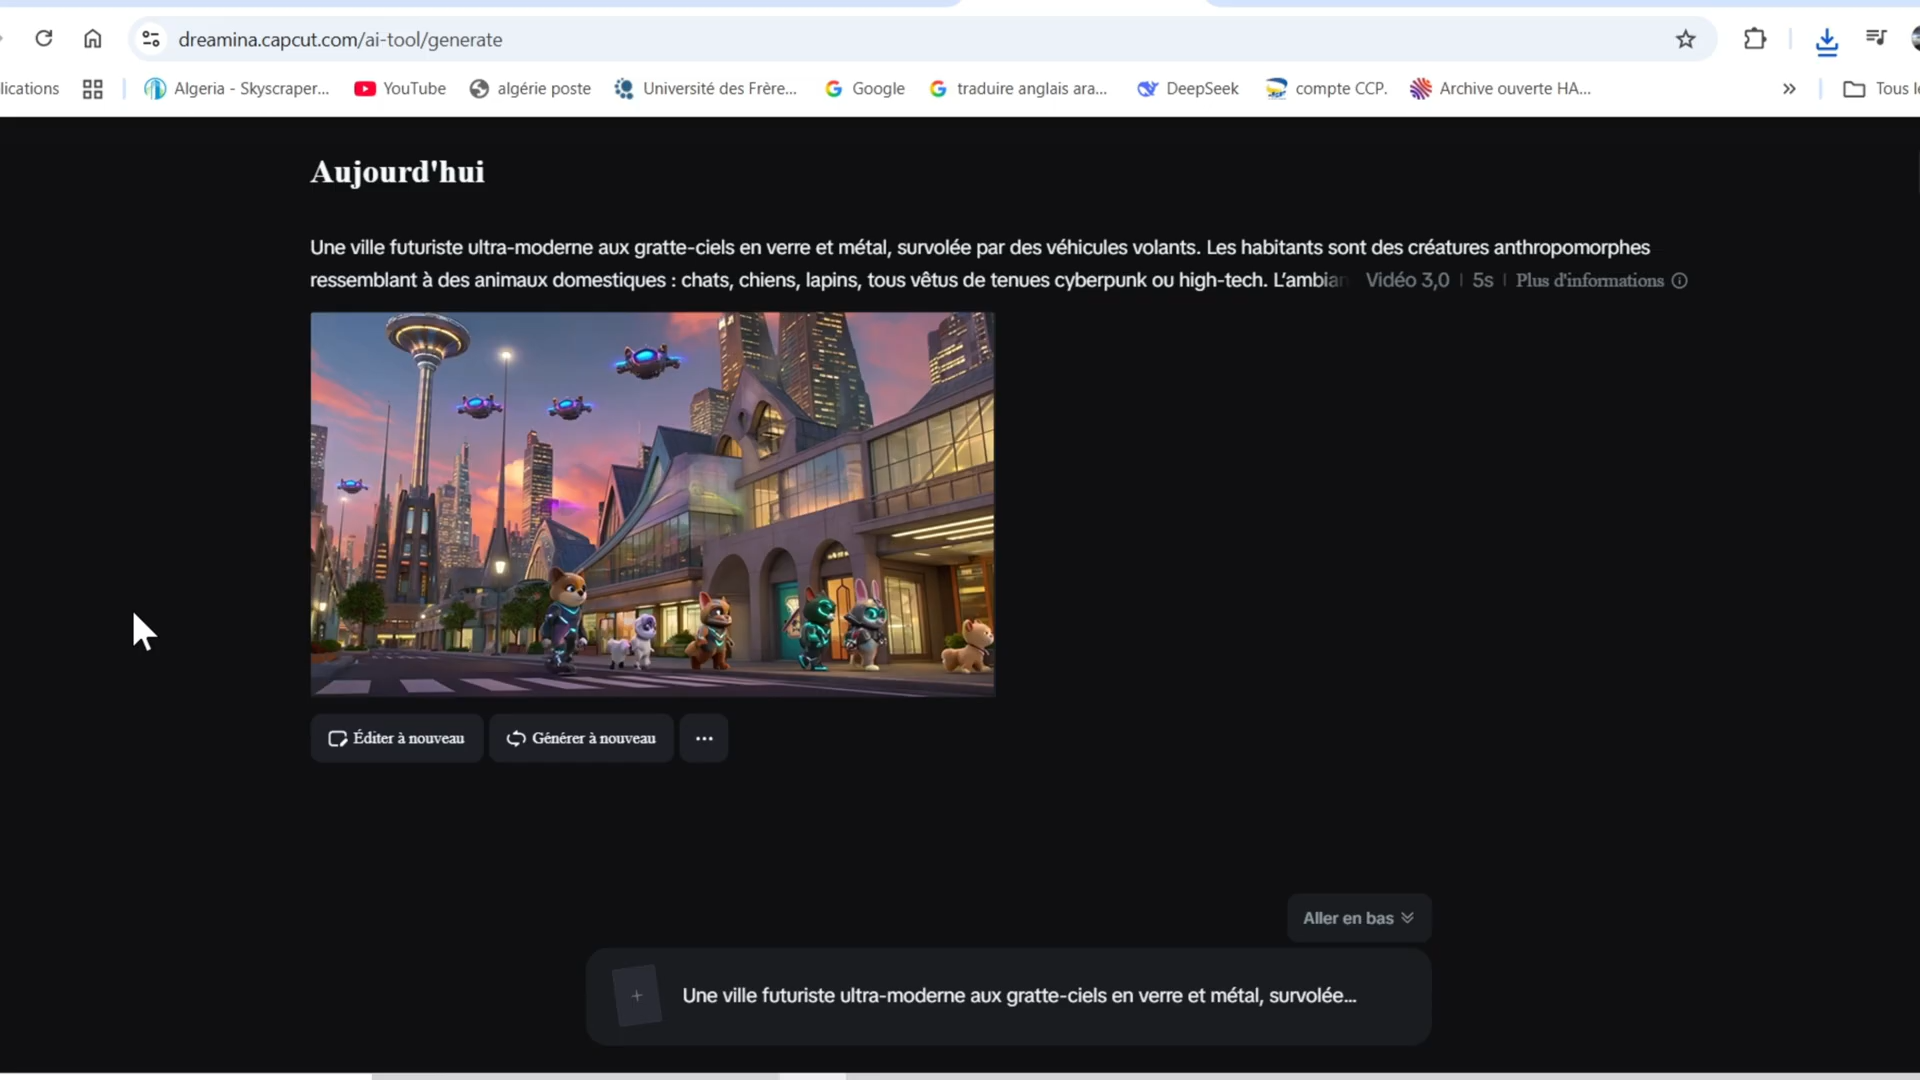 dreamina.capcut.com/ai-tool/generate
lications
Algeria - Skyscraper...
YouTube
algérie poste
Université des Frère...
Google
traduire anglais ara...
DeepSeek
compte CCP.
Archive ouverte HA...
»
Tous l
Aujourd'hui
Une ville futuriste ultra-moderne aux gratte-ciels en verre et métal, survolée par des véhicules volants. Les habitants sont des créatures anthropomorphes
ressemblant à des animaux domestiques : chats, chiens, lapins, tous vêtus de tenues cyberpunk ou high-tech. L'ambian Vidéo 3,0 | 5s | Plus d'informations
Éditer à nouveau
Générer à nouveau
...
Aller en bas
Une ville futuriste ultra-moderne aux gratte-ciels en verre et métal, survolée...